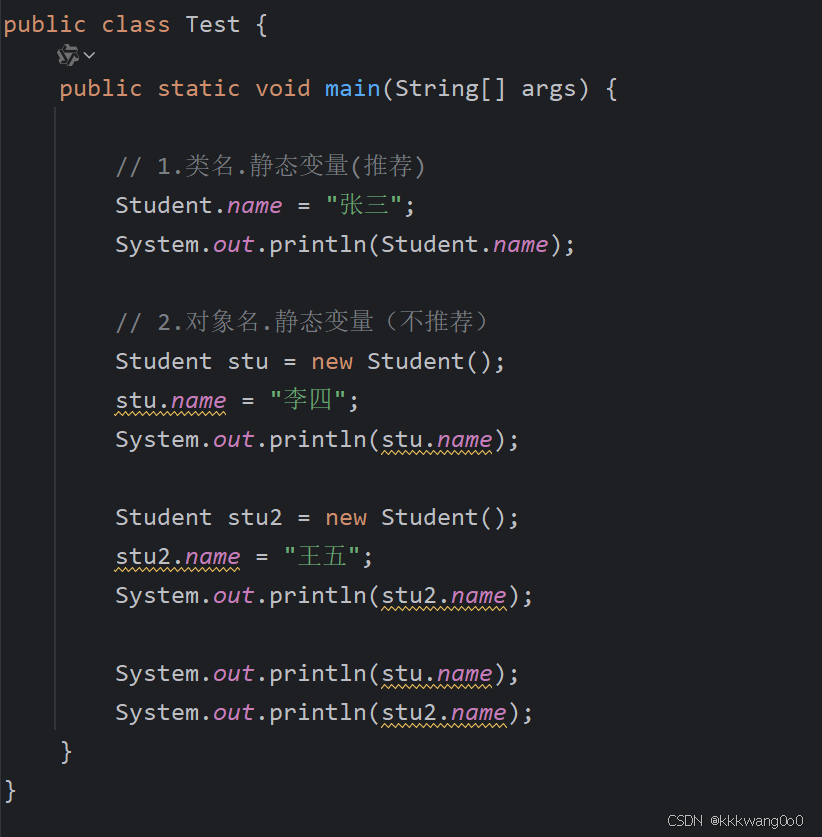 public class Test {
public static void main(String[] args) {
// 1.类名.静态变量(推荐)
Student.name = "张三";
System.out.println(Student.name);
// 2.对象名.静态变量（不推荐）
Student stu = new Student();
stu.name = "李四";
System.out.println(stu.name);
Student stu2 = new Student();
stu2.name = "王五";
System.out.println(stu2.name);
System.out.println(stu.name);
System.out.println(stu2.name);
}
}
CSDN @kkkwang0o0